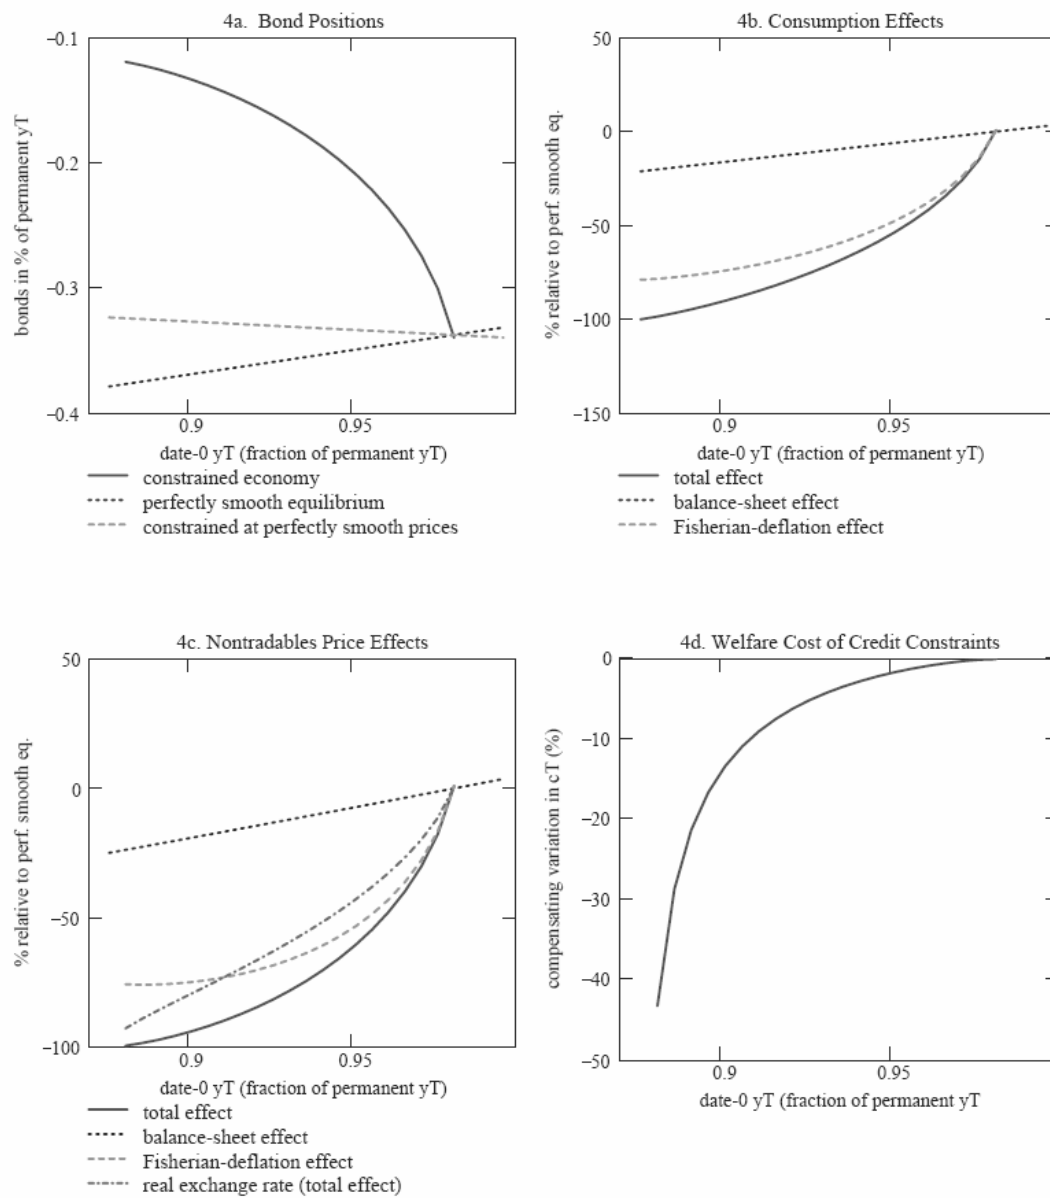 4a. Bond Positions
−0.1
−0.2
−0.3
−0.4
bonds in % of permanent yT
0.9
0.95
date-0 yT (fraction of permanent yT)
constrained economy
perfectly smooth equilibrium
constrained at perfectly smooth prices
4b. Consumption Effects
50
0
−50
−100
−150
% relative to perf. smooth eq.
0.9
0.95
date-0 yT (fraction of permanent yT)
total effect
balance-sheet effect
Fisherian-deflation effect
4c. Nontradables Price Effects
50
0
−50
−100
% relative to perf. smooth eq.
0.9
0.95
date-0 yT (fraction of permanent yT)
total effect
balance-sheet effect
Fisherian-deflation effect
real exchange rate (total effect)
4d. Welfare Cost of Credit Constraints
0
−10
−20
−30
−40
−50
compensating variation in cT (%)
0.9
0.95
date-0 yT (fraction of permanent yT